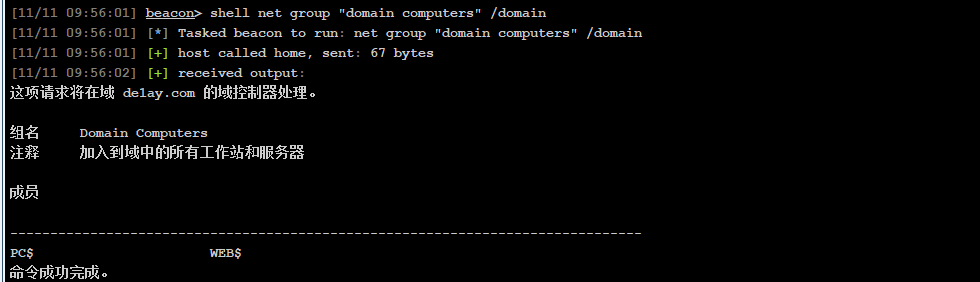 [11/11 09:56:01] beacon> shell net group "domain computers" /domain
[11/11 09:56:01] [*] Tasked beacon to run: net group "domain computers" /domain
[11/11 09:56:01] [+] host called home, sent: 67 bytes
[11/11 09:56:02] [+] received output:
这项请求将在域 de1ay.com 的域控制器处理。
组名     Domain Computers
注释     加入到域中的所有工作站和服务器
成员
-------------------------------------------------------------------------------
PC$                      WEB$
命令成功完成。